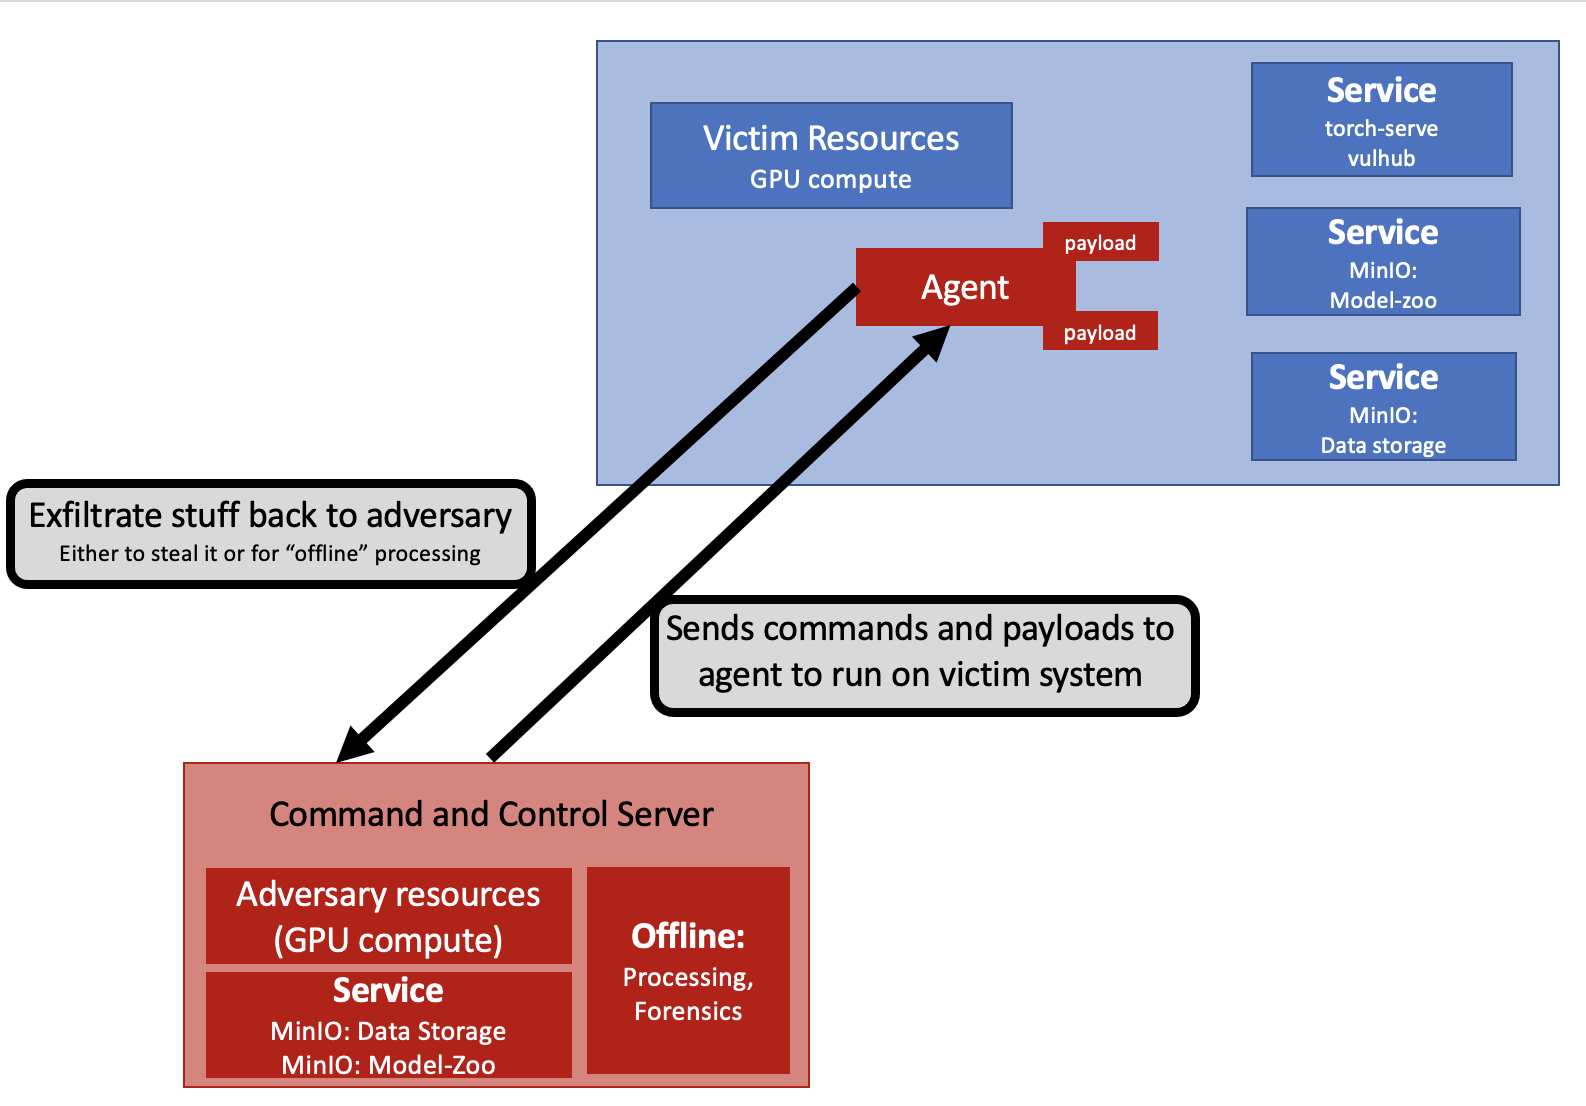 Victim Resources
GPU compute
Service
torch-serve
vulhub
Service
MinIO:
Model-zoo
Service
MinIO:
Data storage
payload
Agent
payload
Exfiltrate stuff back to adversary
Either to steal it or for “offline” processing
Sends commands and payloads to
agent to run on victim system
Command and Control Server
Adversary resources
(GPU compute)
Service
MinIO: Data Storage
MinIO: Model-Zoo
Offline:
Processing,
Forensics